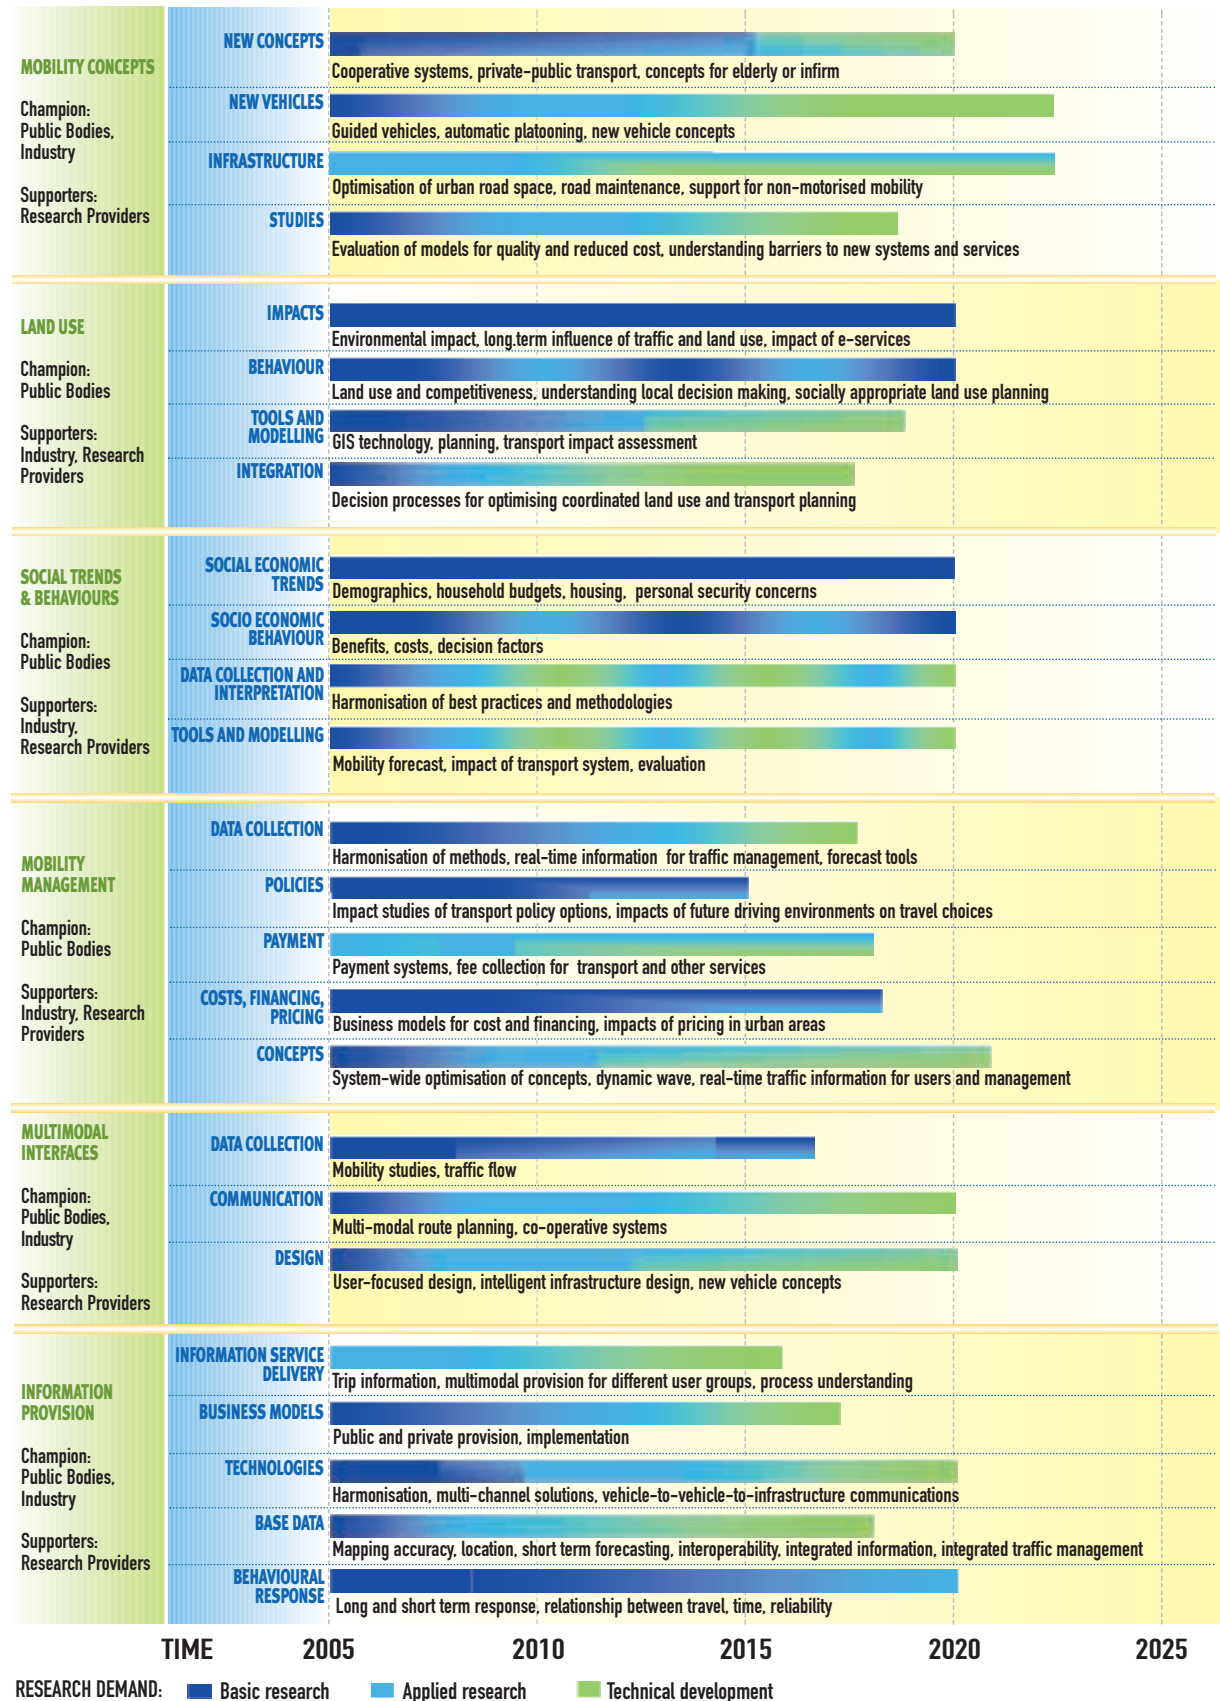 MOBILITY CONCEPTS
Champion:
Public Bodies,
Industry
Supporters:
Research Providers
NEW CONCEPTS
Cooperative systems, private-public transport, concepts for elderly or infirm
NEW VEHICLES
Guided vehicles, automatic platooning, new vehicle concepts
INFRASTRUCTURE
Optimisation of urban road space, road maintenance, support for non-motorised mobility
STUDIES
Evaluation of models for quality and reduced cost, understanding barriers to new systems and services
LAND USE
Champion:
Public Bodies
Supporters:
Industry, Research
Providers
IMPACTS
Environmental impact, long.term influence of traffic and land use, impact of e-services
BEHAVIOUR
Land use and competitiveness, understanding local decision making, socially appropriate land use planning
TOOLS AND
MODELLING
GIS technology, planning, transport impact assessment
INTEGRATION
Decision processes for optimising coordinated land use and transport planning
SOCIAL TRENDS
& BEHAVIOURS
Champion:
Public Bodies
Supporters:
Industry,
Research Providers
SOCIAL ECONOMIC
TRENDS
Demographics, household budgets, housing, personal security concerns
SOCIO ECONOMIC
BEHAVIOUR
Benefits, costs, decision factors
DATA COLLECTION AND
INTERPRETATION
Harmonisation of best practices and methodologies
TOOLS AND MODELLING
Mobility forecast, impact of transport system, evaluation
MOBILITY
MANAGEMENT
Champion:
Public Bodies
Supporters:
Industry, Research
Providers
DATA COLLECTION
Harmonisation of methods, real-time information for traffic management, forecast tools
POLICIES
Impact studies of transport policy options, impacts of future driving environments on travel choices
PAYMENT
Payment systems, fee collection for transport and other services
COSTS, FINANCING,
PRICING
Business models for cost and financing, impacts of pricing in urban areas
CONCEPTS
System-wide optimisation of concepts, dynamic wave, real-time traffic information for users and management
MULTIMODAL
INTERFACES
Champion:
Public Bodies,
Industry
Supporters:
Research Providers
DATA COLLECTION
Mobility studies, traffic flow
COMMUNICATION
Multi-modal route planning, co-operative systems
DESIGN
User-focused design, intelligent infrastructure design, new vehicle concepts
INFORMATION
PROVISION
Champion:
Public Bodies,
Industry
Supporters:
Research Providers
INFORMATION SERVICE
DELIVERY
Trip information, multimodal provision for different user groups, process understanding
BUSINESS MODELS
Public and private provision, implementation
TECHNOLOGIES
Harmonisation, multi-channel solutions, vehicle-to-vehicle-to-infrastructure communications
BASE DATA
Mapping accuracy, location, short term forecasting, interoperability, integrated information, integrated traffic management
BEHAVIOURAL
RESPONSE
Long and short term response, relationship between travel, time, reliability
TIME 2005 2010 2015 2020 2025
RESEARCH DEMAND: Basic research Applied research Technical development